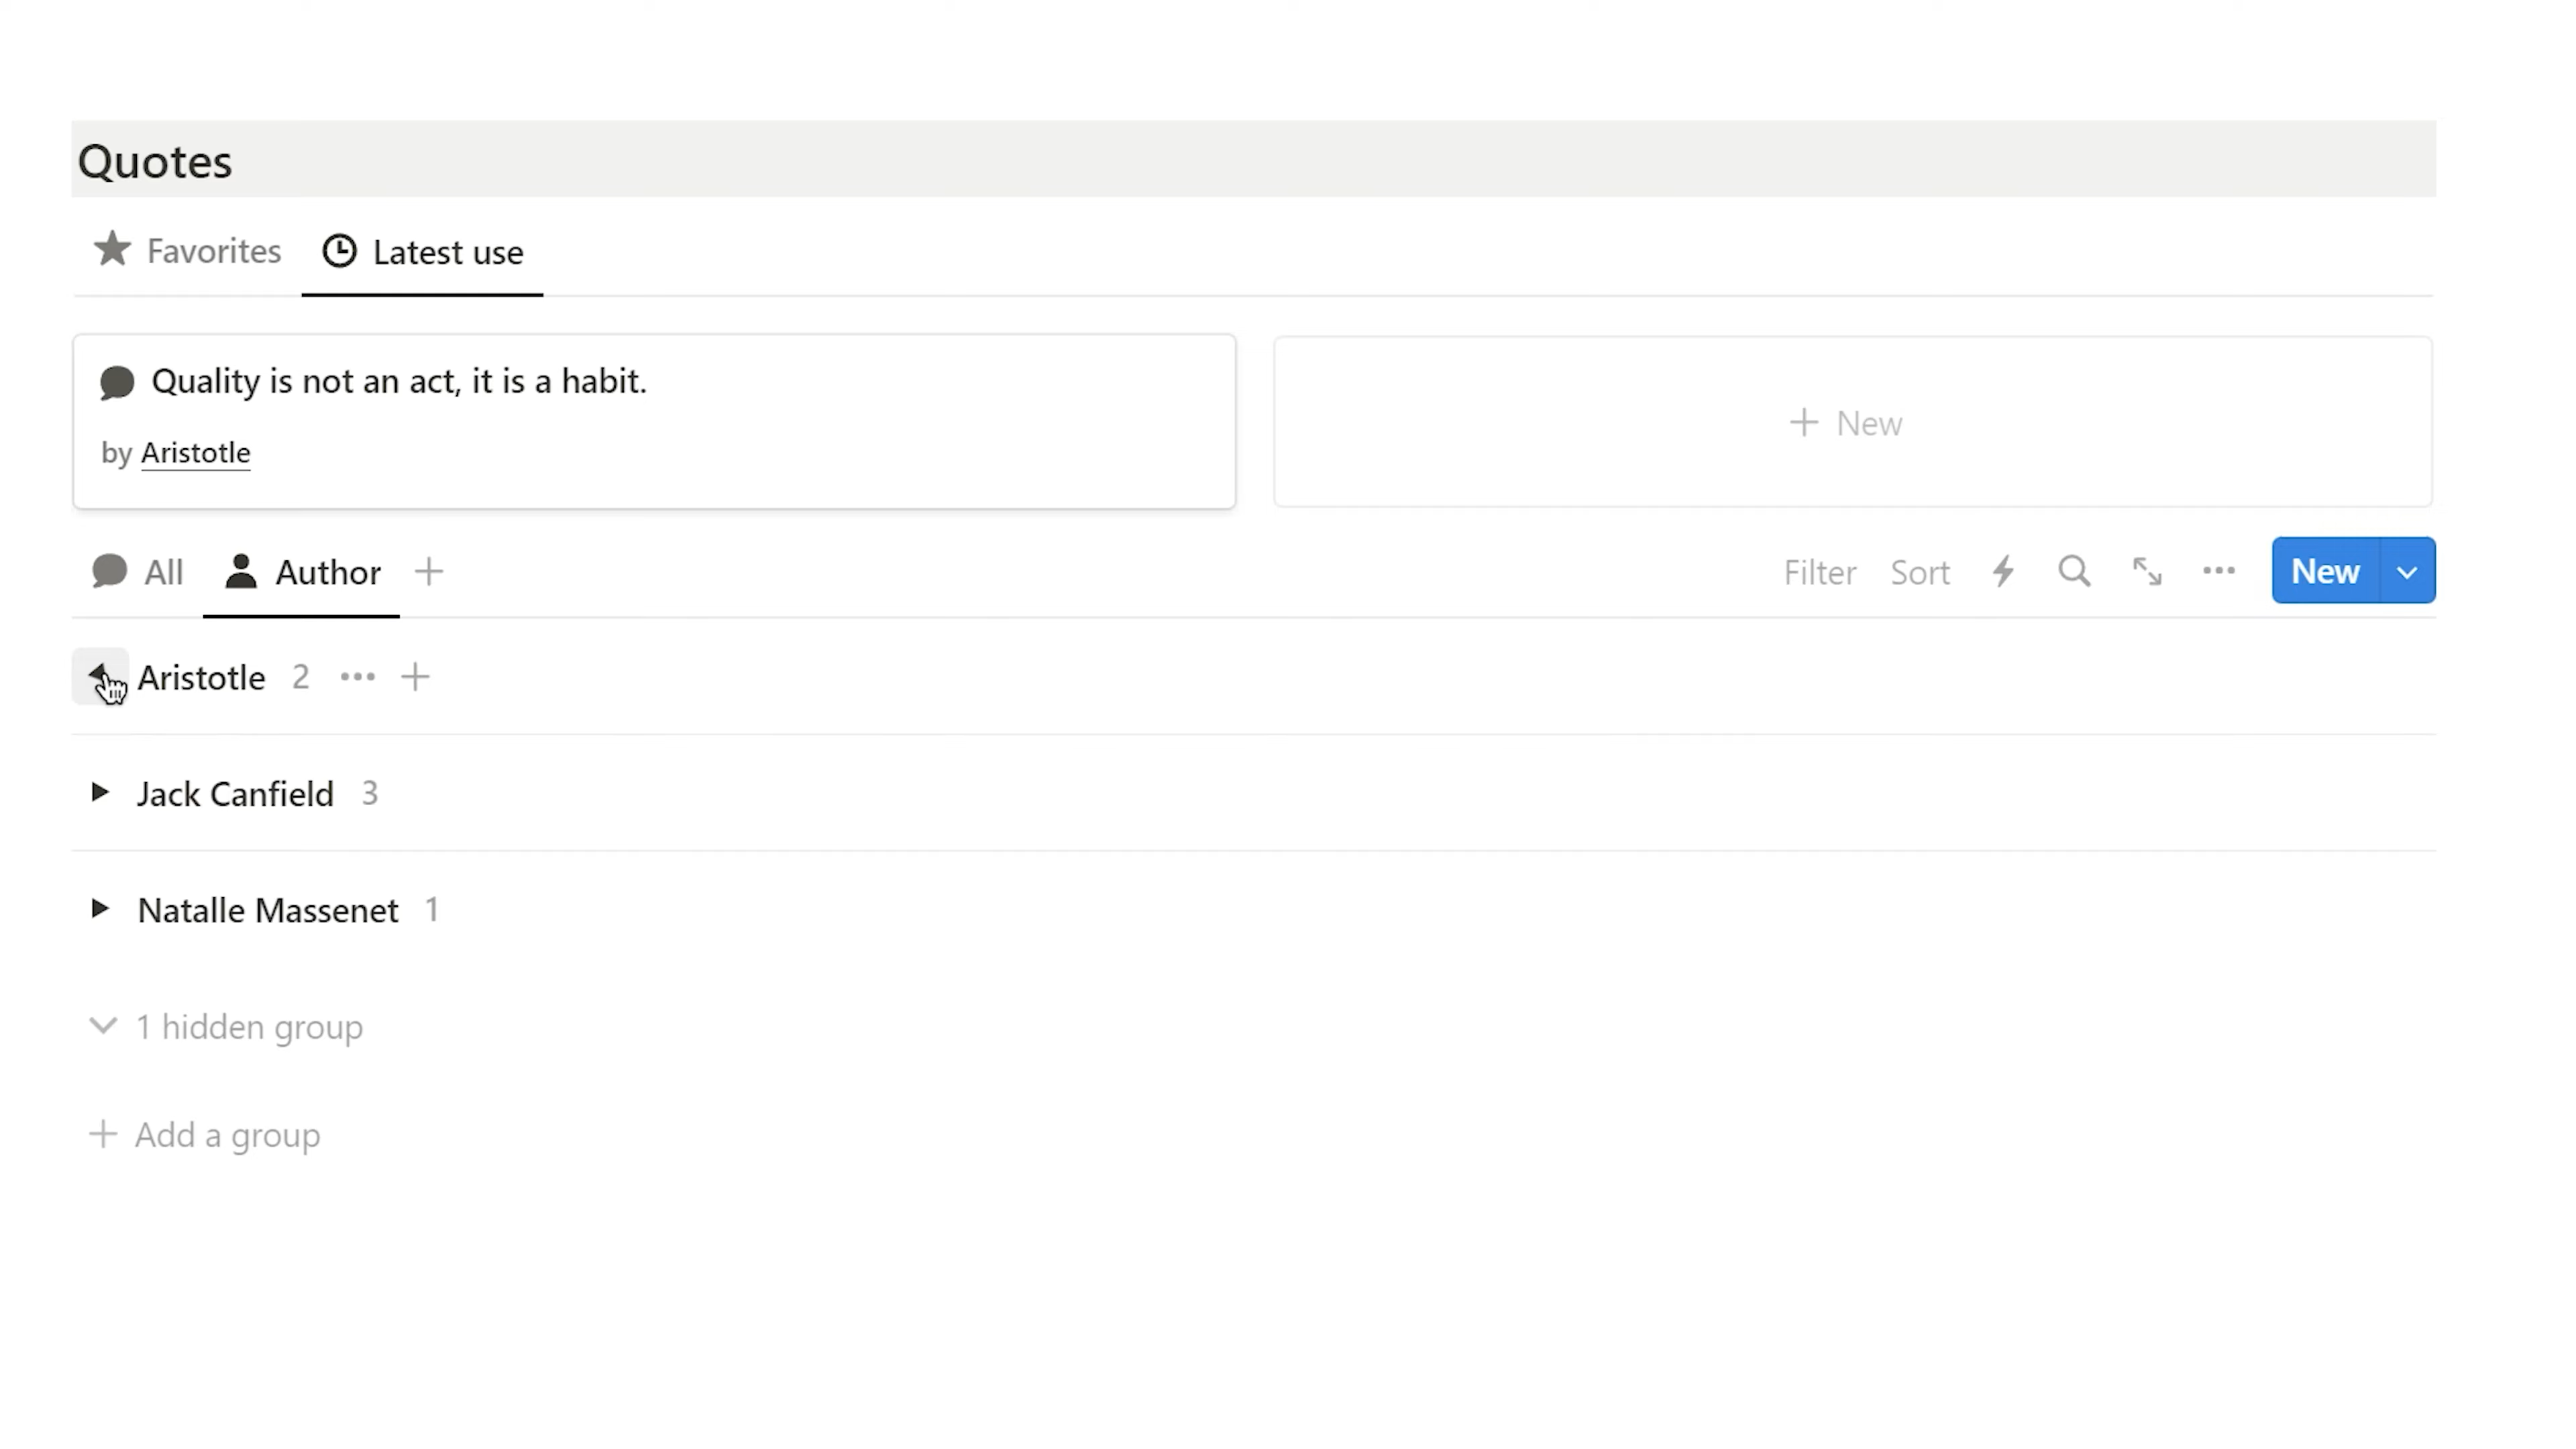 Quotes
Favorites Latest use
Quality is not an act, it is a habit.
by Aristotle
+ New
All Author +
Filter Sort New
Aristotle 2 ... +
Jack Canfield 3
Natalle Massenet 1
1 hidden group
+ Add a group